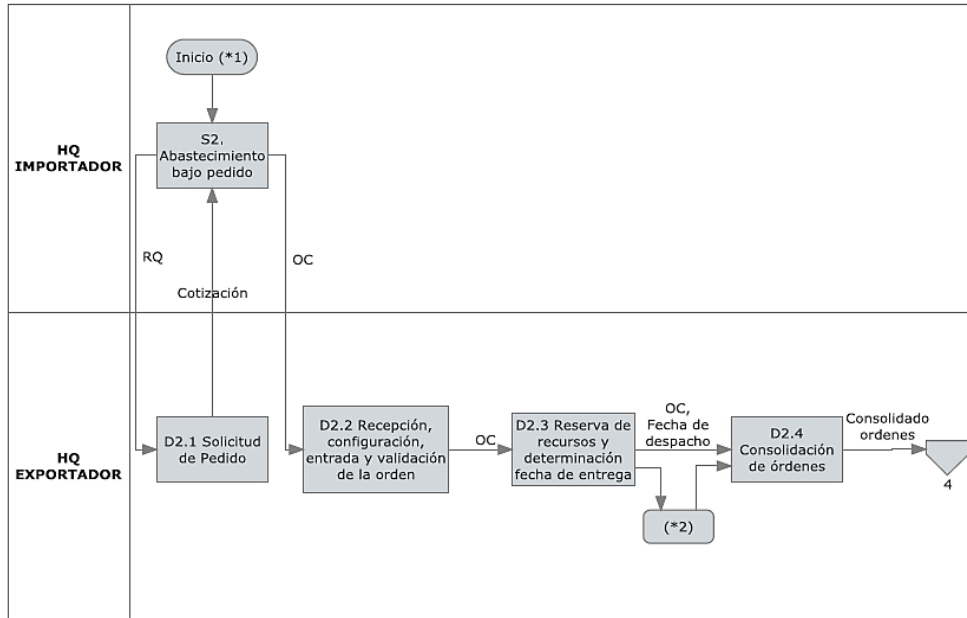 Inicio (*1)
S2.
Abastecimiento
bajo pedido
HQ
IMPORTADOR
RQ
OC
Cotización
HQ
EXPORTADOR
D2.1 Solicitud
de Pedido
D2.2 Recepción,
configuración,
entrada y validación
de la orden
OC
D2.3 Reserva de
recursos y
determinación
fecha de entrega
OC,
Fecha de
despacho
(*2)
D2.4
Consolidación
de órdenes
Consolidado
ordenes
4